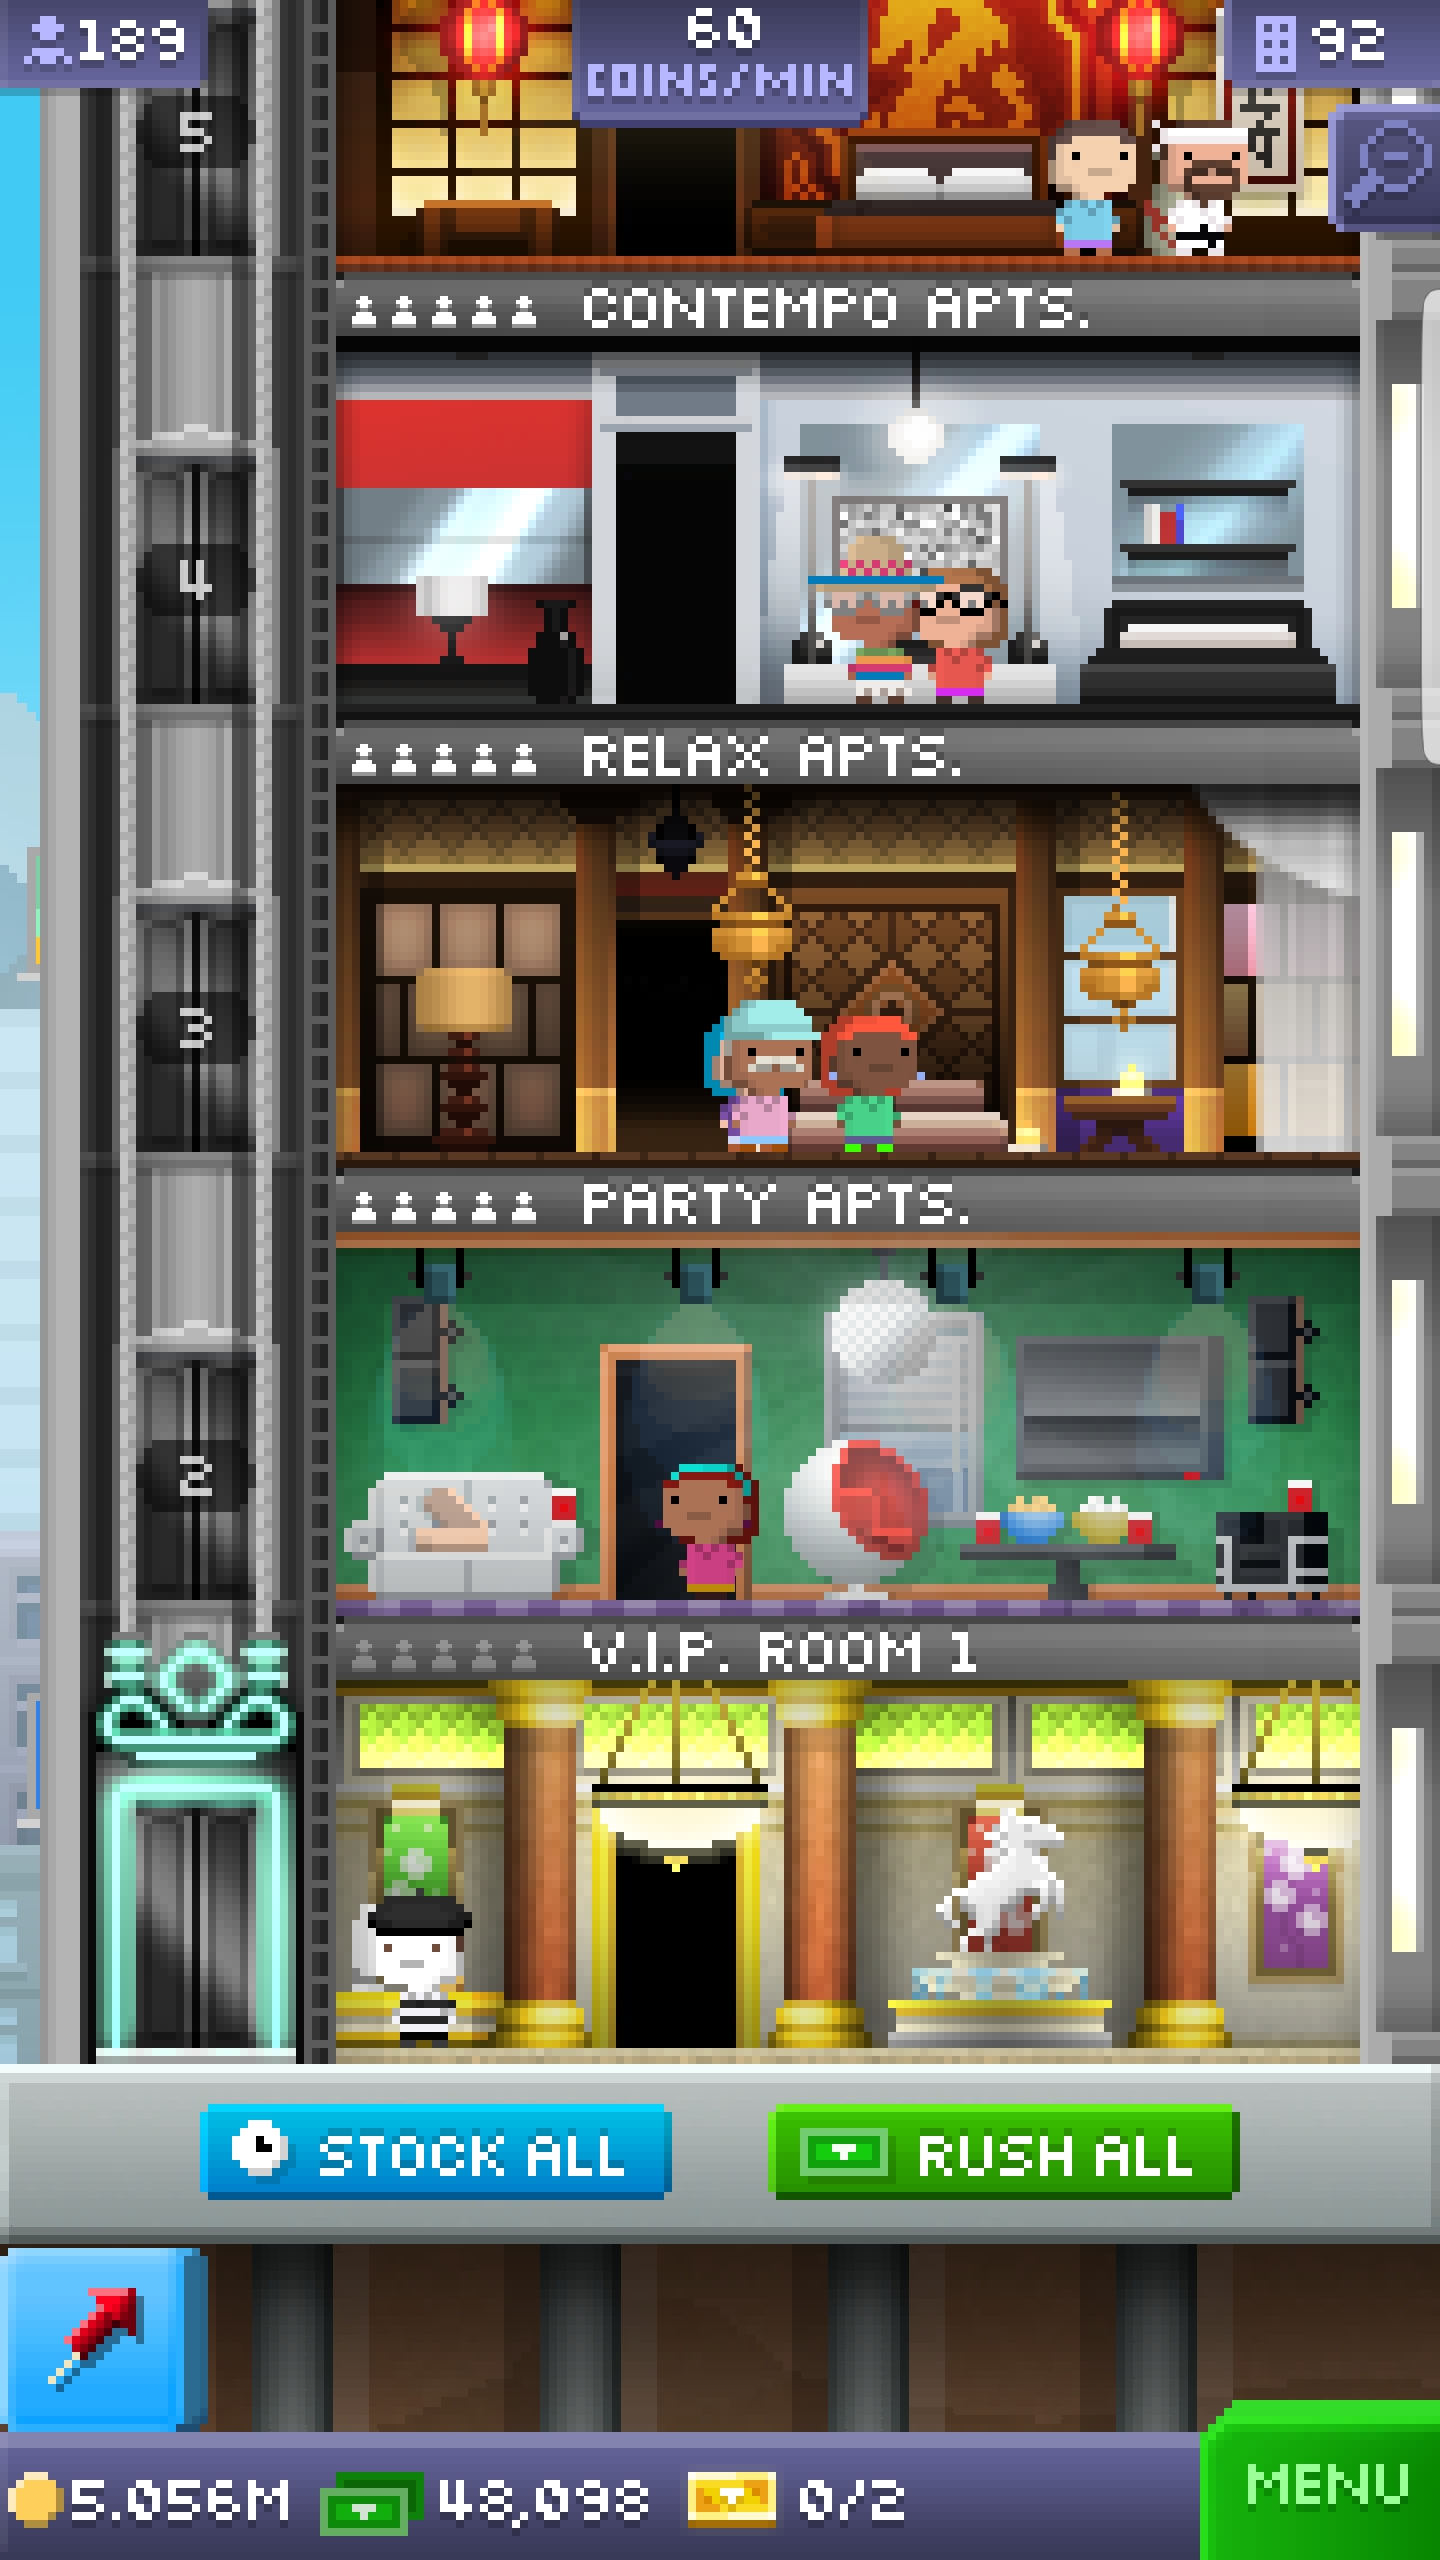 189
60
COINS/MIN
92
5
CONTEMPO APTS.
4
RELAX APTS.
3
PARTY APTS.
2
V.I.P. ROOM 1
STOCK ALL
RUSH ALL
5.056M
48,098
0/2
MENU